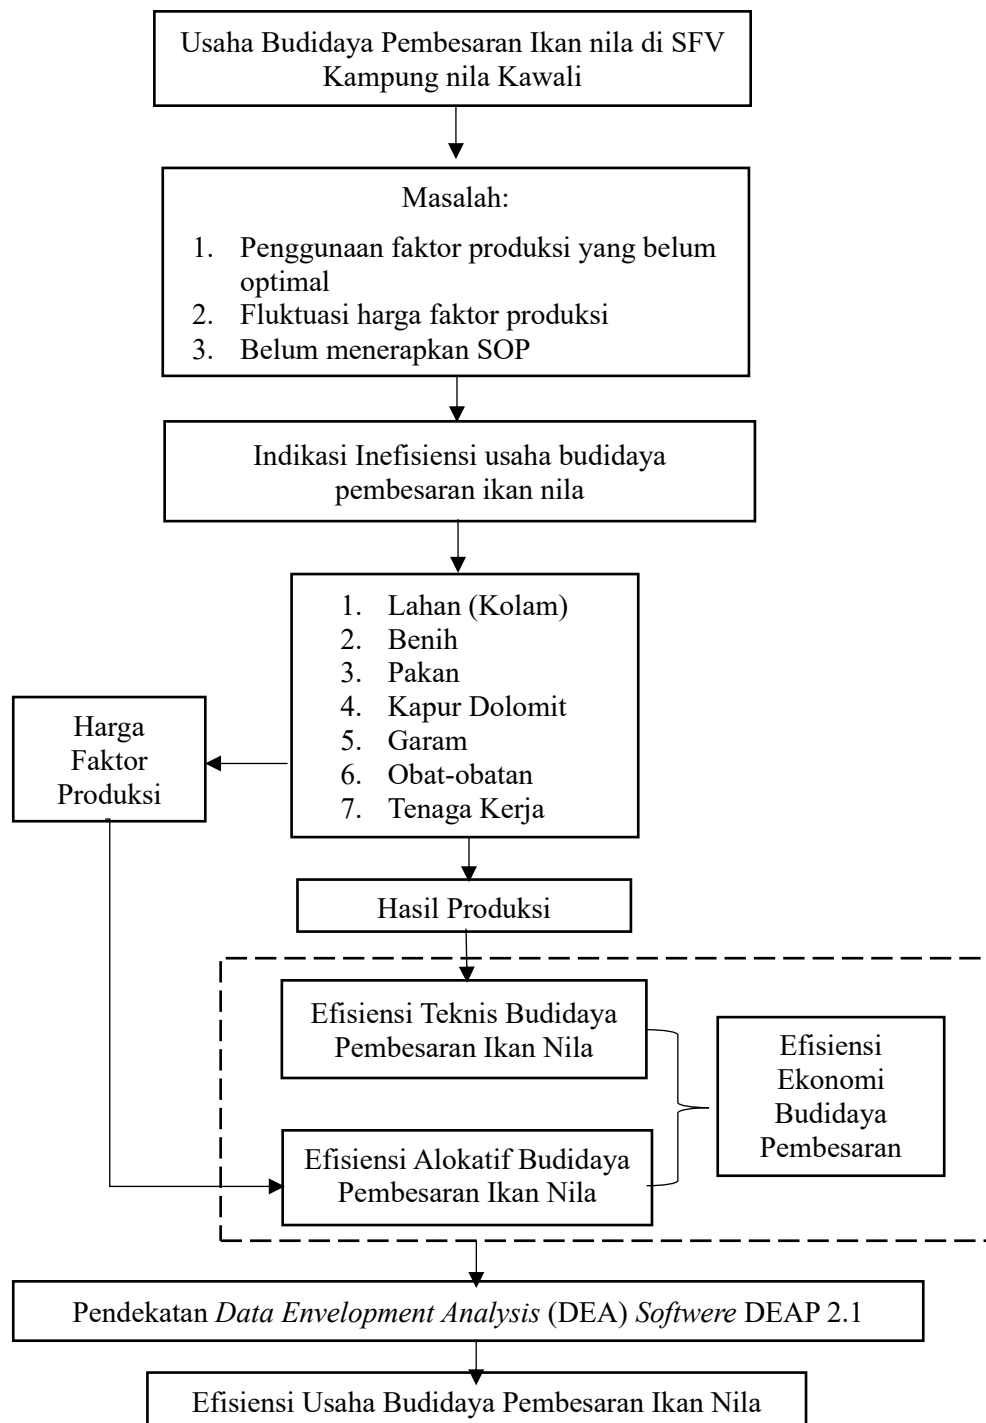 Usaha Budidaya Pembesaran Ikan nila di SFV
Kampung nila Kawali
Masalah:
1. Penggunaan faktor produksi yang belum
optimal
2. Fluktuasi harga faktor produksi
3. Belum menerapkan SOP
Indikasi Inefisiensi usaha budidaya
pembesaran ikan nila
1. Lahan (Kolam)
2. Benih
3. Pakan
4. Kapur Dolomit
5. Garam
6. Obat-obatan
7. Tenaga Kerja
Harga
Faktor
Produksi
Hasil Produksi
Efisiensi Teknis Budidaya
Pembesaran Ikan Nila
Efisiensi Alokatif Budidaya
Pembesaran Ikan Nila
Efisiensi
Ekonomi
Budidaya
Pembesaran
Pendekatan Data Envelopment Analysis (DEA) Softwere DEAP 2.1
Efisiensi Usaha Budidaya Pembesaran Ikan Nila